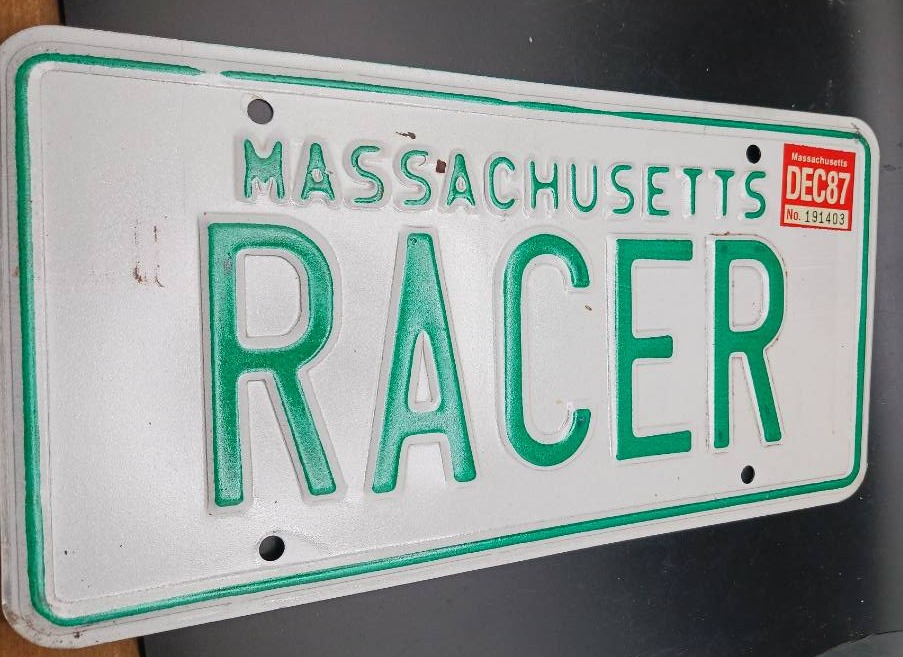 MASSACHUSETTS
Massachusetts
DEC87
No. 191403
RACER